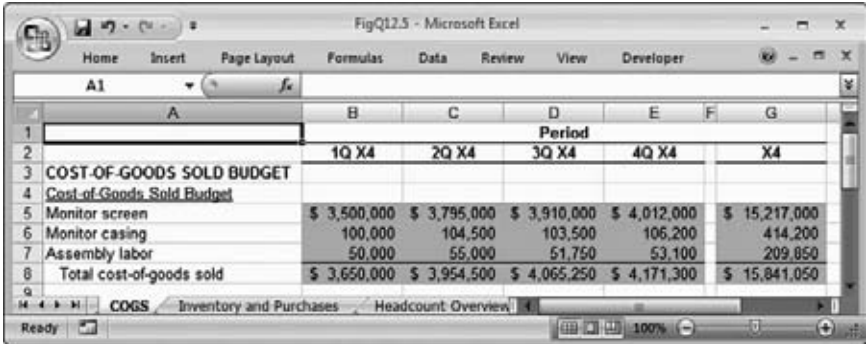 FigQ12.5 - Microsoft Excel
Home Insert Page Layout Formulas Data Review View Developer
A1 fx
A B C D E F G
1 Period
2 1Q X4 2Q X4 3Q X4 4Q X4 X4
3 COST-OF-GOODS SOLD BUDGET
4 Cost-of-Goods Sold Budget
5 Monitor screen $ 3,500,000 $ 3,795,000 $ 3,910,000 $ 4,012,000 $ 15,217,000
6 Monitor casing 100,000 104,500 103,500 106,200 414,200
7 Assembly labor 50,000 55,000 51,750 53,100 209,850
8 Total cost-of-goods sold $ 3,650,000 $ 3,954,500 $ 4,065,250 $ 4,171,300 $ 15,841,050
9
COGS Inventory and Purchases Headcount Overview
Ready 100%